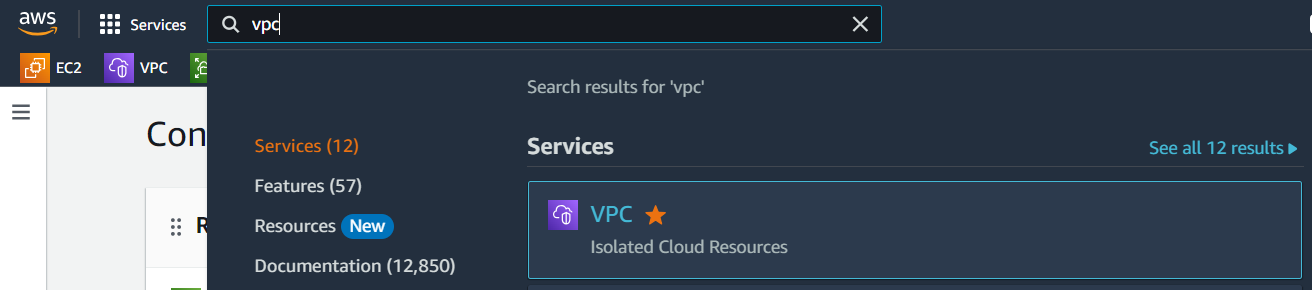 aws
Services
vpc
EC2
VPC
Search results for 'vpc'
Con
Services (12)
Features (57)
Resources New
Documentation (12,850)
Services
See all 12 results
VPC
Isolated Cloud Resources